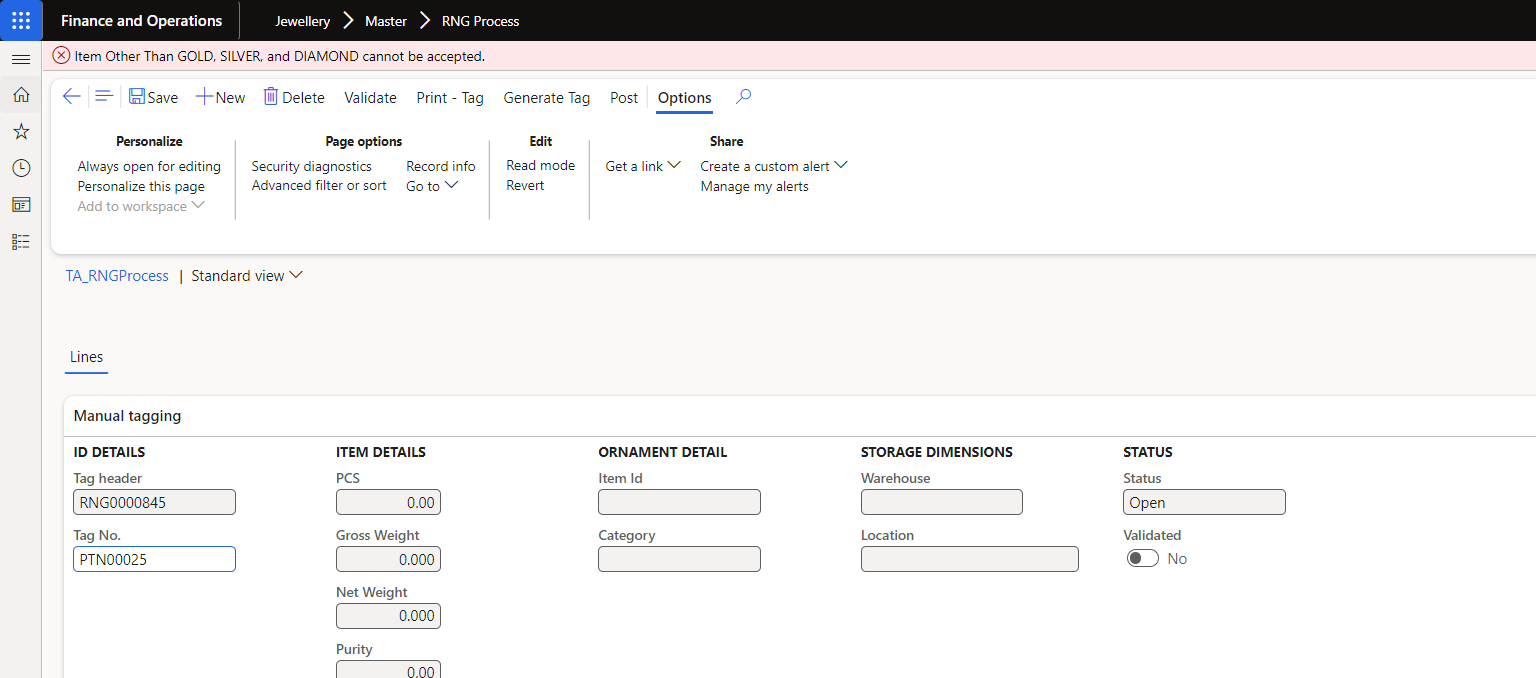 Finance and Operations
Jewellery
Master
RNG Process
Item Other Than GOLD, SILVER, and DIAMOND cannot be accepted.
Save
New
Delete
Validate
Print - Tag
Generate Tag
Post
Options
Personalize
Always open for editing
Personalize this page
Add to workspace
Page options
Security diagnostics
Advanced filter or sort
Record info
Go to
Edit
Read mode
Revert
Share
Get a link
Create a custom alert
Manage my alerts
TA_RNGProcess | Standard view
Lines
Manual tagging
ID DETAILS
Tag header
RNG0000845
Tag No.
PTN00025
ITEM DETAILS
PCS
0.00
Gross Weight
0.000
Net Weight
0.000
Purity
0.00
ORNAMENT DETAIL
Item Id
Category
STORAGE DIMENSIONS
Warehouse
Location
STATUS
Status
Open
Validated
No